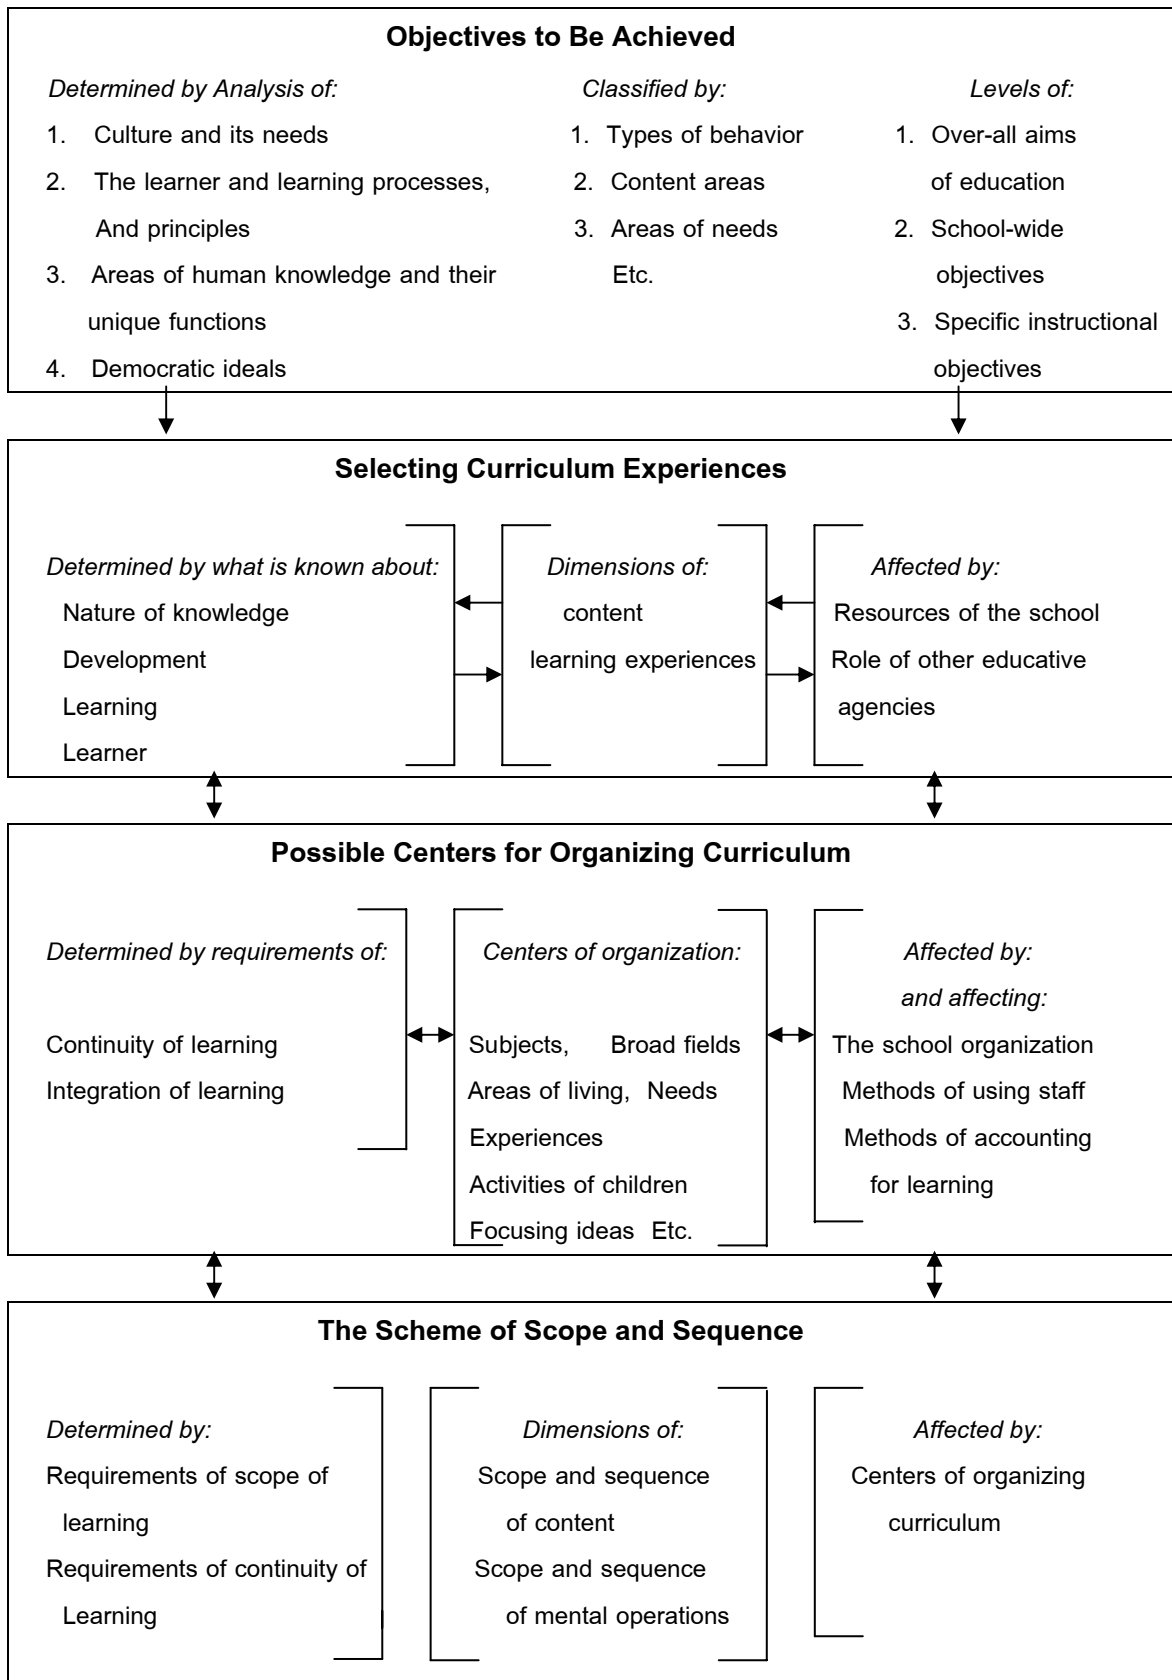 Objectives to Be Achieved
Determined by Analysis of:
1. Culture and its needs
2. The learner and learning processes,
And principles
3. Areas of human knowledge and their
unique functions
4. Democratic ideals
Classified by:
1. Types of behavior
2. Content areas
3. Areas of needs
Etc.
Levels of:
1. Over-all aims
of education
2. School-wide
objectives
3. Specific instructional
objectives
Selecting Curriculum Experiences
Determined by what is known about:
Nature of knowledge
Development
Learning
Learner
Dimensions of:
content
learning experiences
Affected by:
Resources of the school
Role of other educative
agencies
Possible Centers for Organizing Curriculum
Determined by requirements of:
Continuity of learning
Integration of learning
Centers of organization:
Subjects, Broad fields
Areas of living, Needs
Experiences
Activities of children
Focusing ideas Etc.
Affected by:
and affecting:
The school organization
Methods of using staff
Methods of accounting
for learning
The Scheme of Scope and Sequence
Determined by:
Requirements of scope of
learning
Requirements of continuity of
Learning
Dimensions of:
Scope and sequence
of content
Scope and sequence
of mental operations
Affected by:
Centers of organizing
curriculum